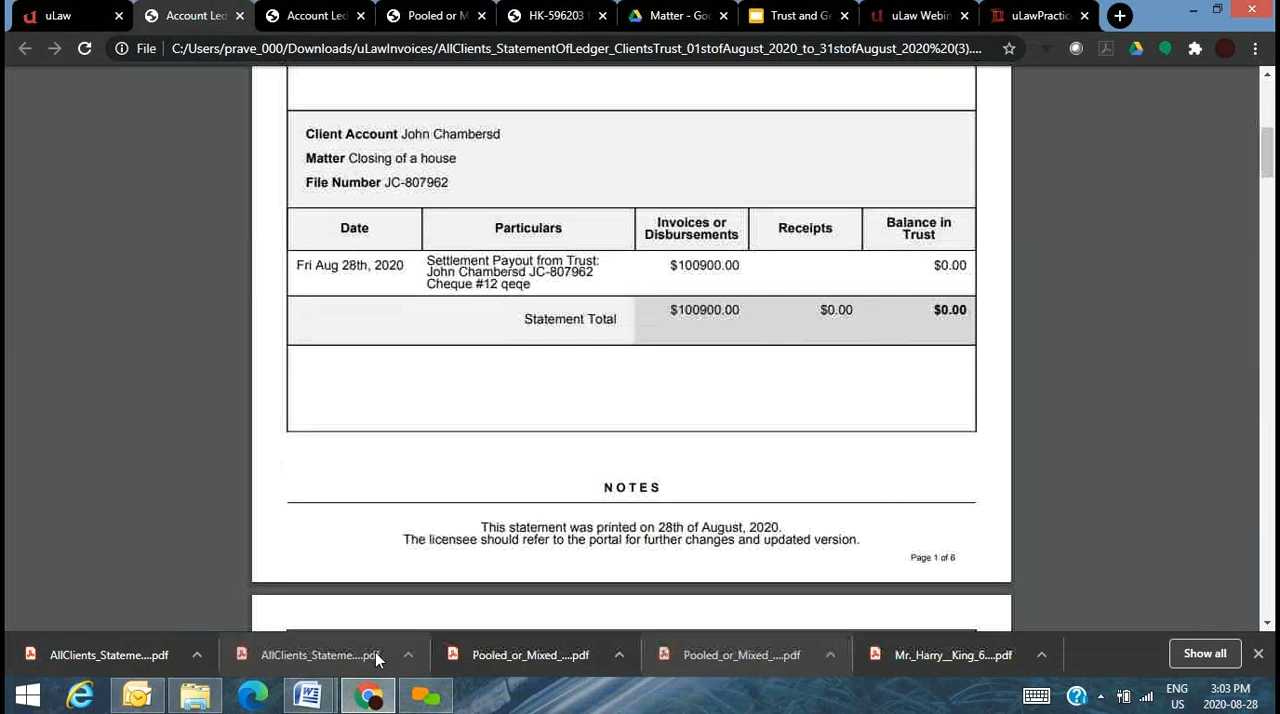 uLaw
Account Led
Account Led
Pooled or M
HK-596203
Matter - Goo
Trust and Ge
uLaw Webin
uLawPractic
File
C:/Users/prave_000/Downloads/uLawInvoices/AllClients_StatementOfLedger_ClientsTrust_01stofAugust_2020_to_31stofAugust_2020%20(3)....
Client Account John Chambersd
Matter Closing of a house
File Number JC-807962
Date
Particulars
Invoices or
Disbursements
Receipts
Balance in
Trust
Fri Aug 28th, 2020
Settlement Payout from Trust:
John Chambersd JC-807962
Cheque #12 qeqe
$100900.00
$0.00
Statement Total
$100900.00
$0.00
$0.00
NOTES
This statement was printed on 28th of August, 2020.
The licensee should refer to the portal for further changes and updated version.
Page 1 of 6
AllClients_Stateme....pdf
AllClients_Stateme....pdf
Pooled_or_Mixed_....pdf
Pooled_or_Mixed_....pdf
Mr._Harry__King_6....pdf
Show all
ENG
US
3:03 PM
2020-08-28